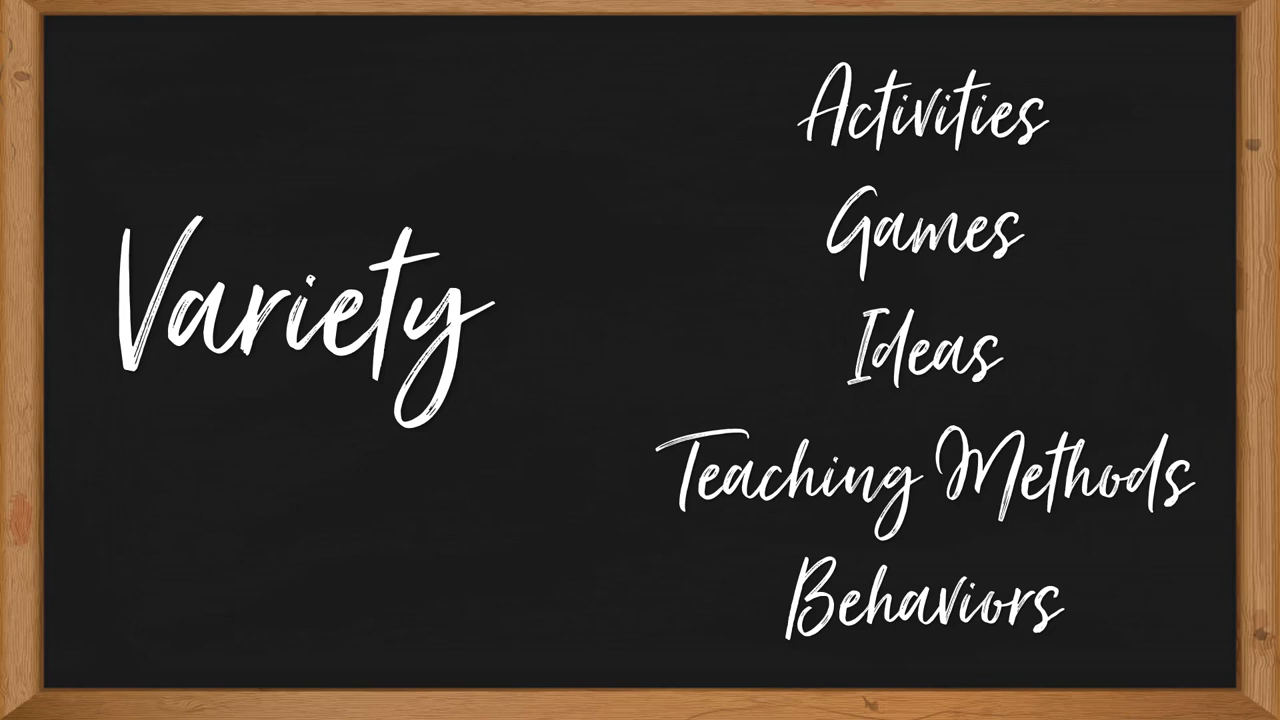 Variety
Activities
Games
Ideas
Teaching Methods
Behaviors